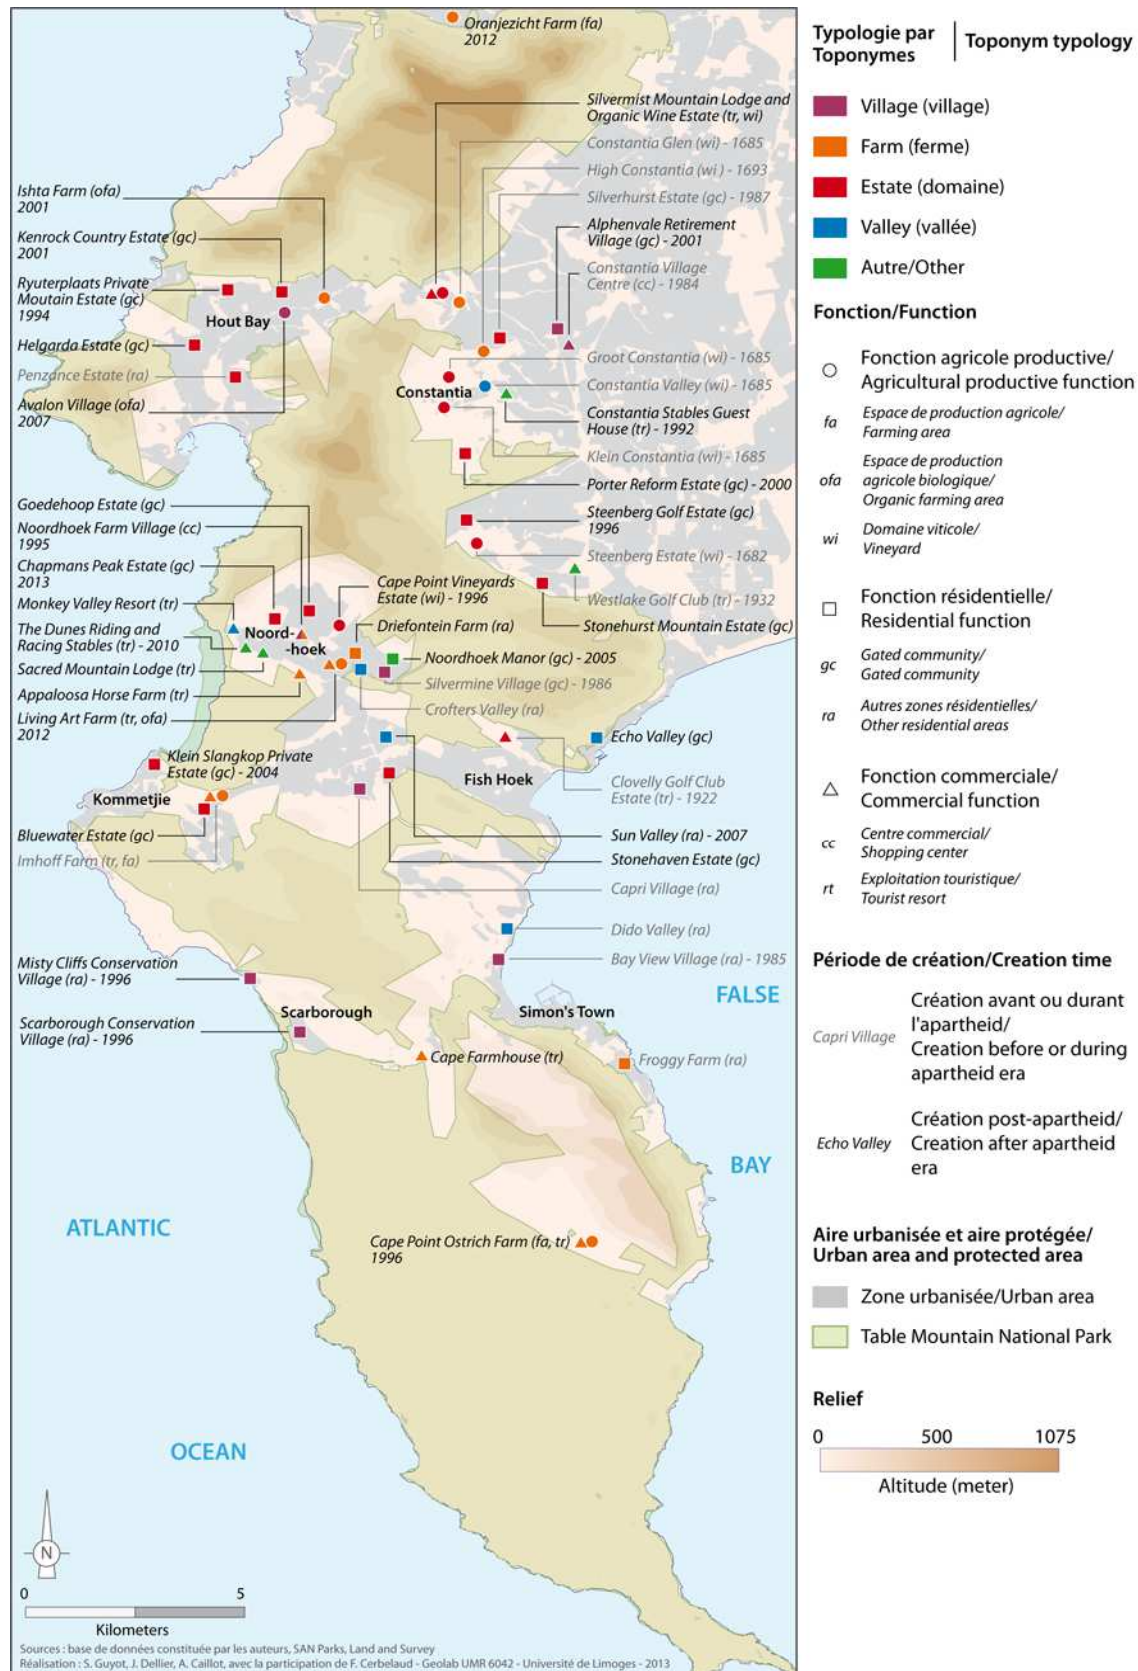 Oranjezicht Farm (fa)
2012
Silvermist Mountain Lodge and
Organic Wine Estate (tr, wi)
Constantia Glen (wi) - 1685
High Constantia (wi ) - 1693
Silverhurst Estate (gc) - 1987
Alphenvale Retirement
Village (gc) - 2001
Constantia Village
Centre (cc) - 1984
Ishta Farm (ofa)
2001
Kenrock Country Estate (gc)
2001
Ryuterplaats Private
Moutain Estate (gc)
1994
Hout Bay
Helgarda Estate (gc)
Penzance Estate (ra)
Avalon Village (ofa)
2007
Groot Constantia (wi) - 1685
Constantia
Constantia Valley (wi) - 1685
Constantia Stables Guest
House (tr) - 1992
Klein Constantia (wi) - 1685
Porter Reform Estate (gc) - 2000
Steenberg Golf Estate (gc)
1996
Steenberg Estate (wi) - 1682
Westlake Golf Club (tr) - 1932
Stonehurst Mountain Estate (gc)
Goedehoop Estate (gc)
Noordhoek Farm Village (cc)
1995
Chapmans Peak Estate (gc)
2013
Monkey Valley Resort (tr)
The Dunes Riding and
Racing Stables (tr) - 2010
Sacred Mountain Lodge (tr)
Appaloosa Horse Farm (tr)
Living Art Farm (tr, ofa)
2012
Cape Point Vineyards
Estate (wi) - 1996
Driefontein Farm (ra)
Noord-
-hoek
Noordhoek Manor (gc) - 2005
Silvermine Village (gc) - 1986
Crofters Valley (ra)
Echo Valley (gc)
Klein Slangkop Private
Estate (gc) - 2004
Kommetjie
Fish Hoek
Clovelly Golf Club
Estate (tr) - 1922
Bluewater Estate (gc)
Imhoff Farm (tr, fa)
Sun Valley (ra) - 2007
Stonehaven Estate (gc)
Capri Village (ra)
Dido Valley (ra)
Bay View Village (ra) - 1985
Misty Cliffs Conservation
Village (ra) - 1996
Scarborough Conservation
Village (ra) - 1996
Scarborough
Simon's Town
FALSE
Cape Farmhouse (tr)
Froggy Farm (ra)
BAY
ATLANTIC
Cape Point Ostrich Farm (fa, tr)
1996
OCEAN
N
0 5
Kilometers
Sources : base de données constituée par les auteurs, SAN Parks, Land and Survey
Réalisation : S. Guyot, J. Dellier, A. Caillot, avec la participation de F. Cerbelaud - Geolab UMR 6042 - Université de Limoges - 2013
Typologie par
Toponymes
Toponym typology
Village (village)
Farm (ferme)
Estate (domaine)
Valley (vallée)
Autre/Other
Fonction/Function
Fonction agricole productive/
Agricultural productive function
fa
Espace de production agricole/
Farming area
ofa
Espace de production
agricole biologique/
Organic farming area
wi
Domaine viticole/
Vineyard
Fonction résidentielle/
Residential function
gc
Gated community/
Gated community
ra
Autres zones résidentielles/
Other residential areas
Fonction commerciale/
Commercial function
cc
Centre commercial/
Shopping center
rt
Exploitation touristique/
Tourist resort
Période de création/Creation time
Capri Village
Création avant ou durant
l'apartheid/
Creation before or during
apartheid era
Echo Valley
Création post-apartheid/
Creation after apartheid
era
Aire urbanisée et aire protégée/
Urban area and protected area
Zone urbanisée/Urban area
Table Mountain National Park
Relief
0 500 1075
Altitude (meter)